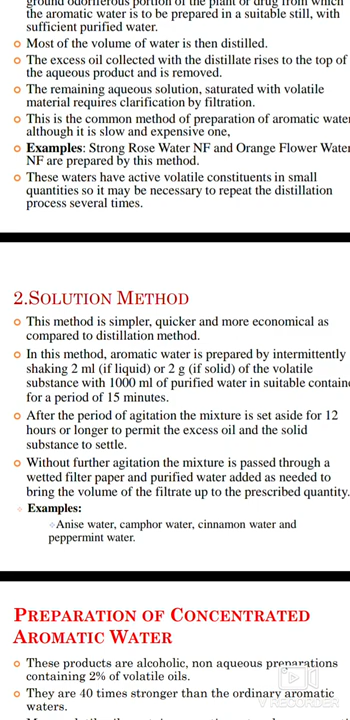 ground odoriferous portion of the plant or drug from which
the aromatic water is to be prepared in a suitable still, with
sufficient purified water.
Most of the volume of water is then distilled.
The excess oil collected with the distillate rises to the top of
the aqueous product and is removed.
The remaining aqueous solution, saturated with volatile
material requires clarification by filtration.
This is the common method of preparation of aromatic water
although it is slow and expensive one,
Examples: Strong Rose Water NF and Orange Flower Water
NF are prepared by this method.
These waters have active volatile constituents in small
quantities so it may be necessary to repeat the distillation
process several times.
2.SOLUTION METHOD
This method is simpler, quicker and more economical as
compared to distillation method.
In this method, aromatic water is prepared by intermittently
shaking 2 ml (if liquid) or 2 g (if solid) of the volatile
substance with 1000 ml of purified water in suitable containe
for a period of 15 minutes.
After the period of agitation the mixture is set aside for 12
hours or longer to permit the excess oil and the solid
substance to settle.
Without further agitation the mixture is passed through a
wetted filter paper and purified water added as needed to
bring the volume of the filtrate up to the prescribed quantity.
Examples:
Anise water, camphor water, cinnamon water and
peppermint water.
PREPARATION OF CONCENTRATED
AROMATIC WATER
These products are alcoholic, non aqueous preparations
containing 2% of volatile oils.
They are 40 times stronger than the ordinary aromatic
waters.
V RECORDER